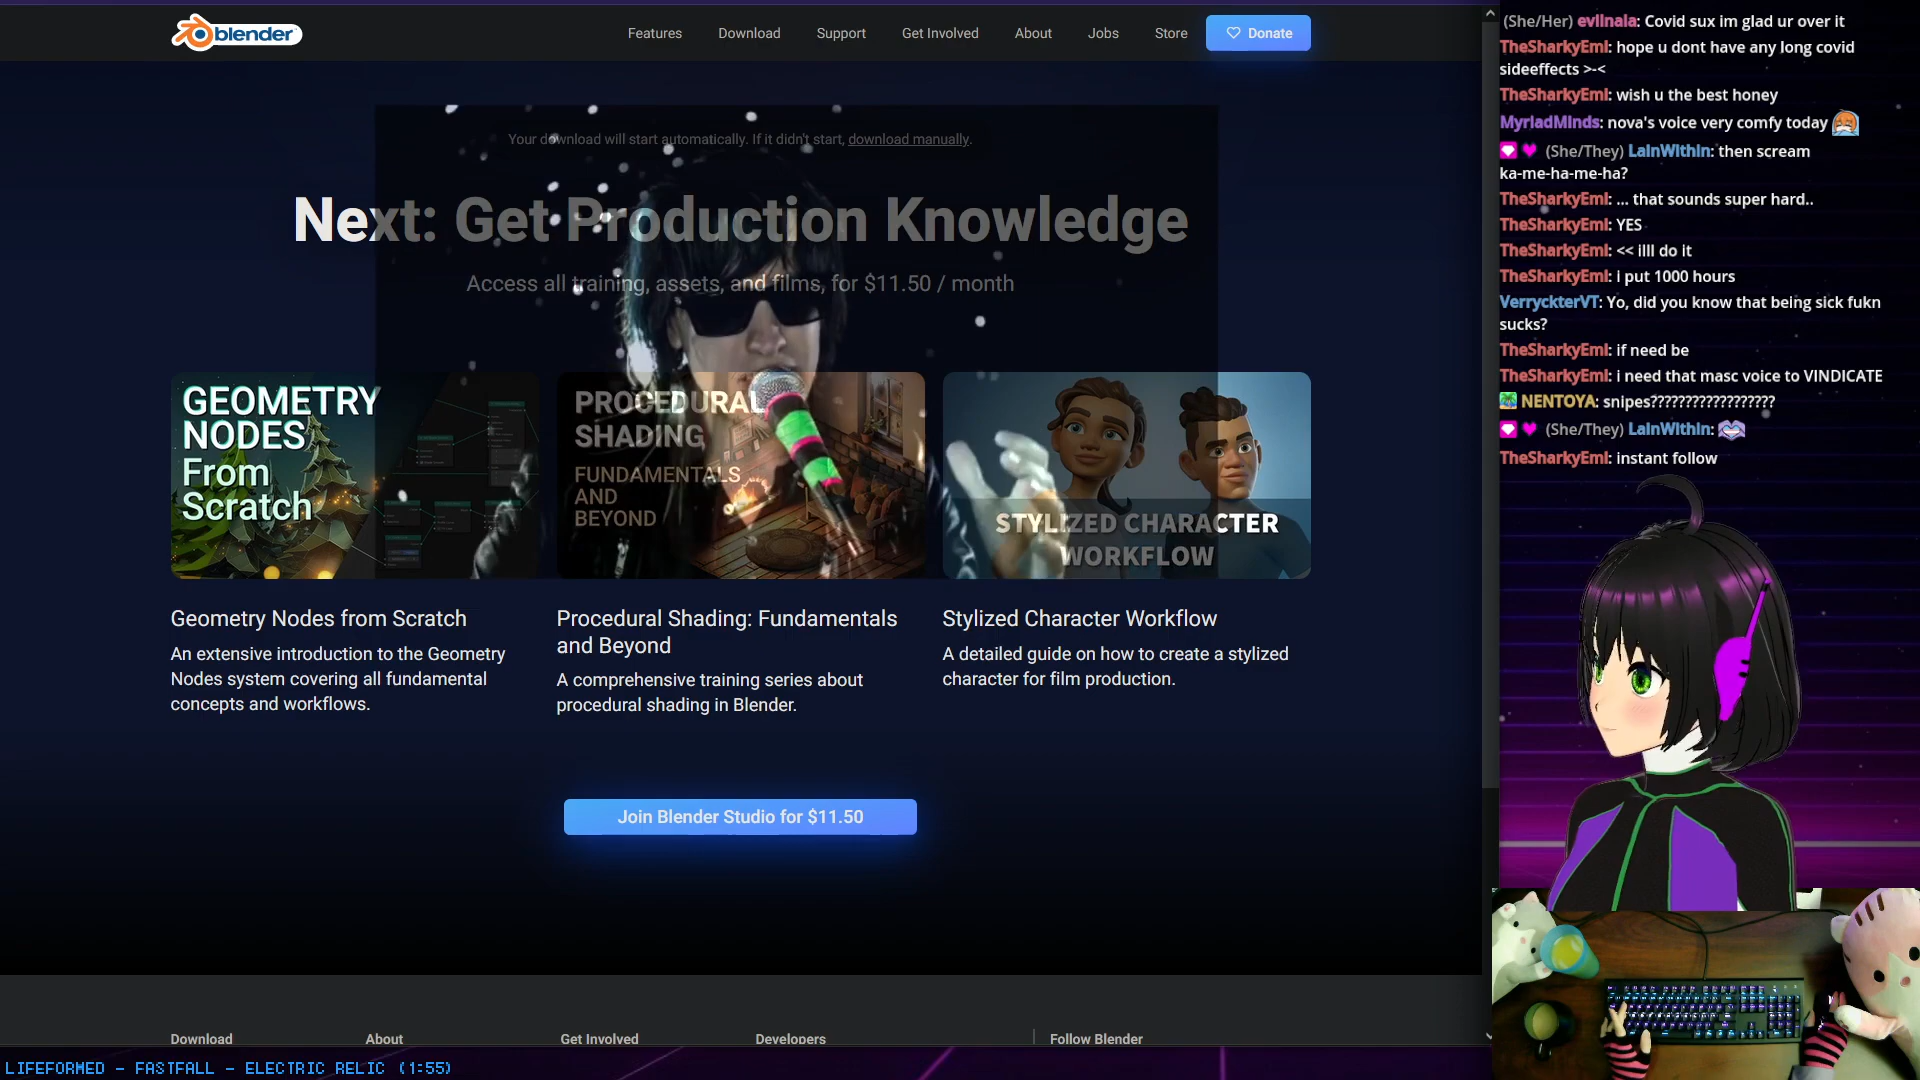 blender
Features
Download
Support
Get Involved
About
Jobs
Store
Donate
Your download will start automatically. If it didn't start, download manually.
Next: Get Production Knowledge
Access all training, assets, and films, for $11.50 / month
GEOMETRY
NODES
From
Scratch
PROCEDURAL
SHADING
FUNDAMENTALS
AND
BEYOND
STYLIZED CHARACTER
WORKFLOW
Geometry Nodes from Scratch
An extensive introduction to the Geometry
Nodes system covering all fundamental
concepts and workflows.
Procedural Shading: Fundamentals
and Beyond
A comprehensive training series about
procedural shading in Blender.
Stylized Character Workflow
A detailed guide on how to create a stylized
character for film production.
Join Blender Studio for $11.50
Download
About
Get Involved
Developers
Follow Blender
LIFEFORMED - FASTFALL - ELECTRIC RELIC (1:55)
(She/Her) evilnala: Covid sux im glad ur over it
TheSharkyEmi: hope u dont have any long covid
sideeffects >-<
TheSharkyEmi: wish u the best honey
MyriadMinds: nova's voice very comfy today
(She/They) LainWithin: then scream
ka-me-ha-me-ha?
TheSharkyEmi: ... that sounds super hard..
TheSharkyEmi: YES
TheSharkyEmi: << illl do it
TheSharkyEmi: i put 1000 hours
VerryckterVT: Yo, did you know that being sick fukn
sucks?
TheSharkyEmi: if need be
TheSharkyEmi: i need that masc voice to VINDICATE
NENTOYA: snipes??????????????????
(She/They) LainWithin:
TheSharkyEmi: instant follow